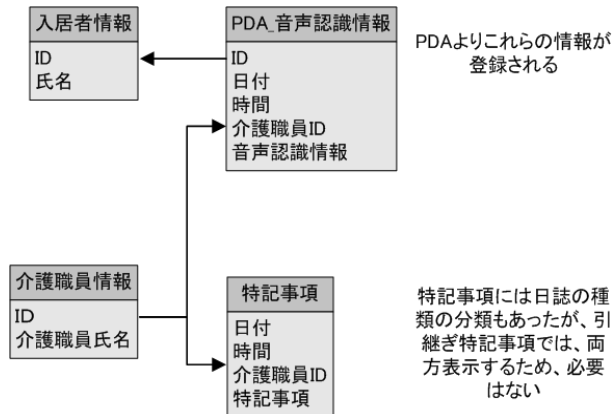 入居者情報
ID
氏名
PDA_音声認識情報
ID
日付
時間
介護職員ID
音声認識情報
PDAよりこれらの情報が
登録される
介護職員情報
ID
介護職員氏名
特記事項
日付
時間
介護職員ID
特記事項
特記事項には日誌の種
類の分類もあったが、引
継ぎ特記事項では、両
方表示するため、必要
はない